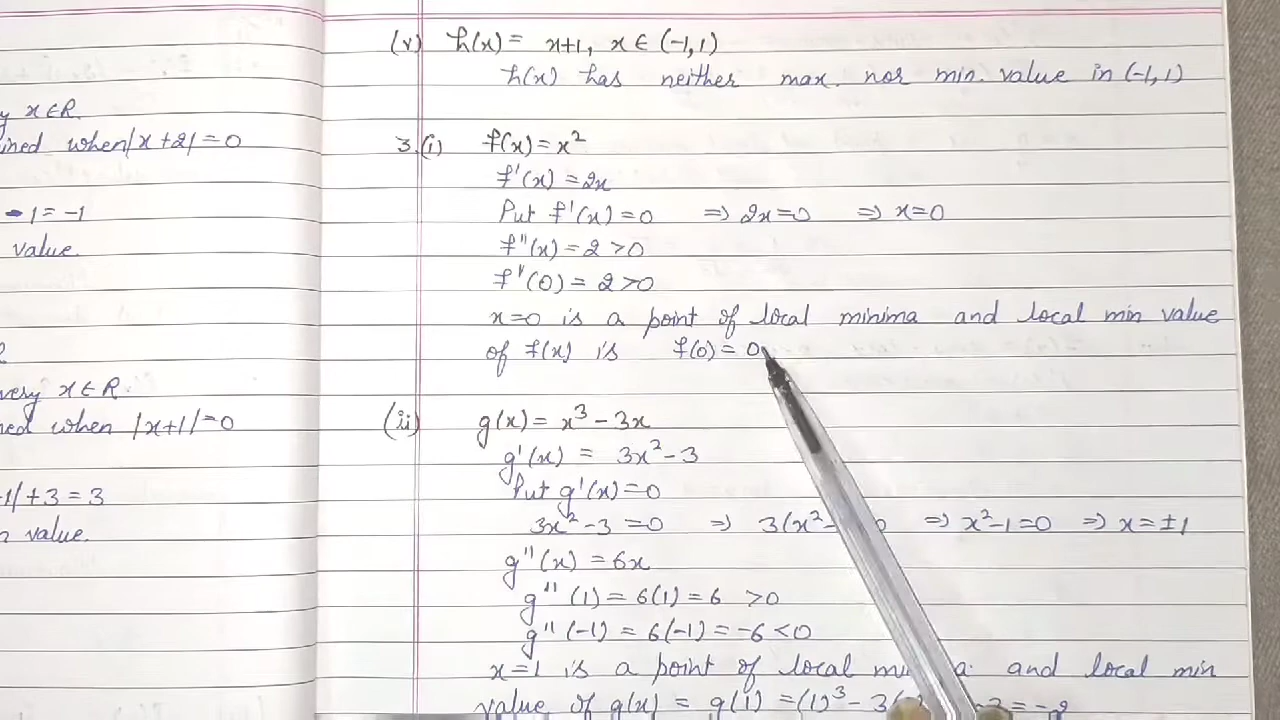 y x ∈ R.
ined when |x+2| = 0
-1 = -1
value.
very x ∈ R.
ned when |x+1| = 0
-1/ +3 = 3
value.
(v) h(x) = x+1, x ∈ (-1,1)
h(x) has neither max. nor min. value in (-1,1)
3.(i) f(x) = x²
f'(x) = 2x
Put f'(x) = 0 ⇒ 2x=0 ⇒ x=0
f''(x) = 2 >0
f''(0) = 2 >0
x=0 is a point of local minima and local min value
of f(x) is f(0) = 0
(ii) g(x) = x³ - 3x
g'(x) = 3x² - 3
Put g'(x) = 0
3x² - 3 = 0 ⇒ 3(x² - 0 ⇒ x²-1=0 ⇒ x = ±1
g''(x) = 6x
g''(1) = 6(1) = 6 >0
g''(-1) = 6(-1) = -6 <0
x=1 is a point of local and local min
value of g(x) = g(1) = (1)³ - 3( = -2